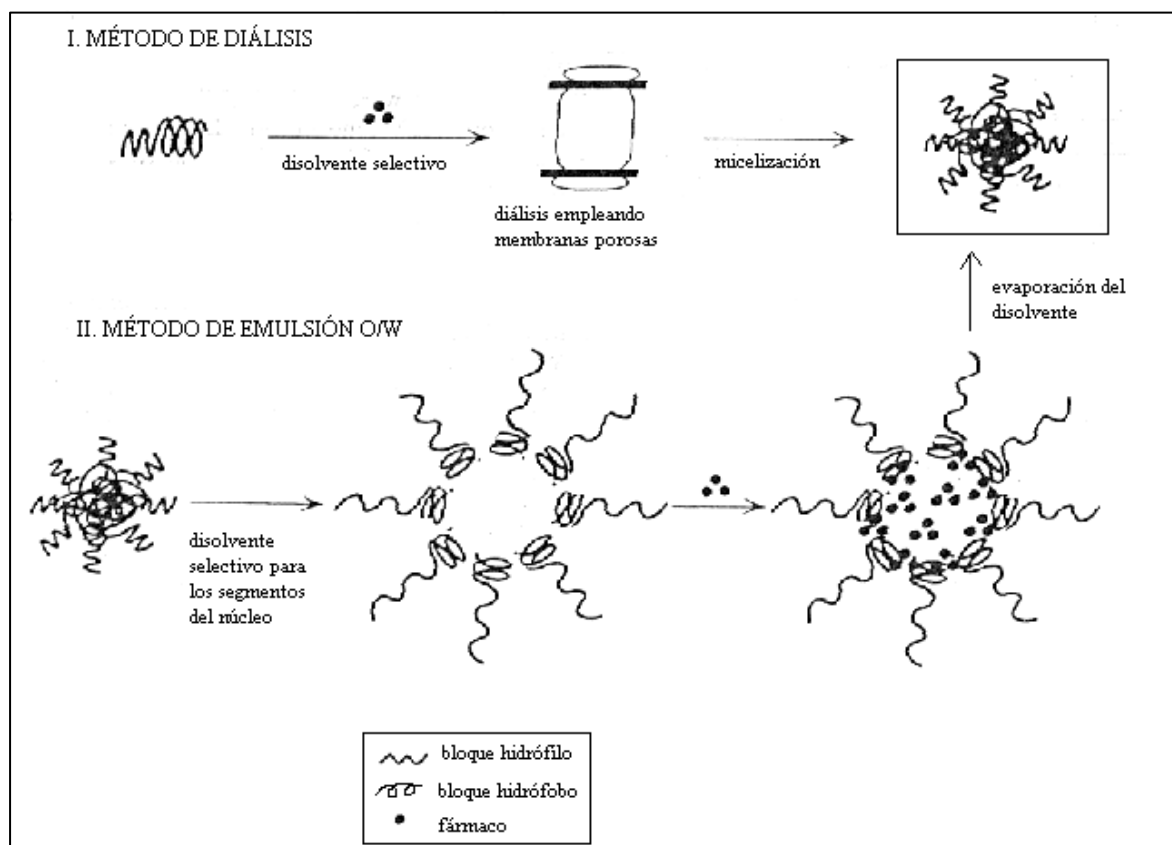 I. MÉTODO DE DIÁLISIS
disolvente selectivo
diálisis empleando
membranas porosas
micelización
evaporación del
disolvente
II. MÉTODO DE EMULSIÓN O/W
disolvente
selectivo para
los segmentos
del núcleo
bloque hidrófilo
bloque hidrófobo
fármaco